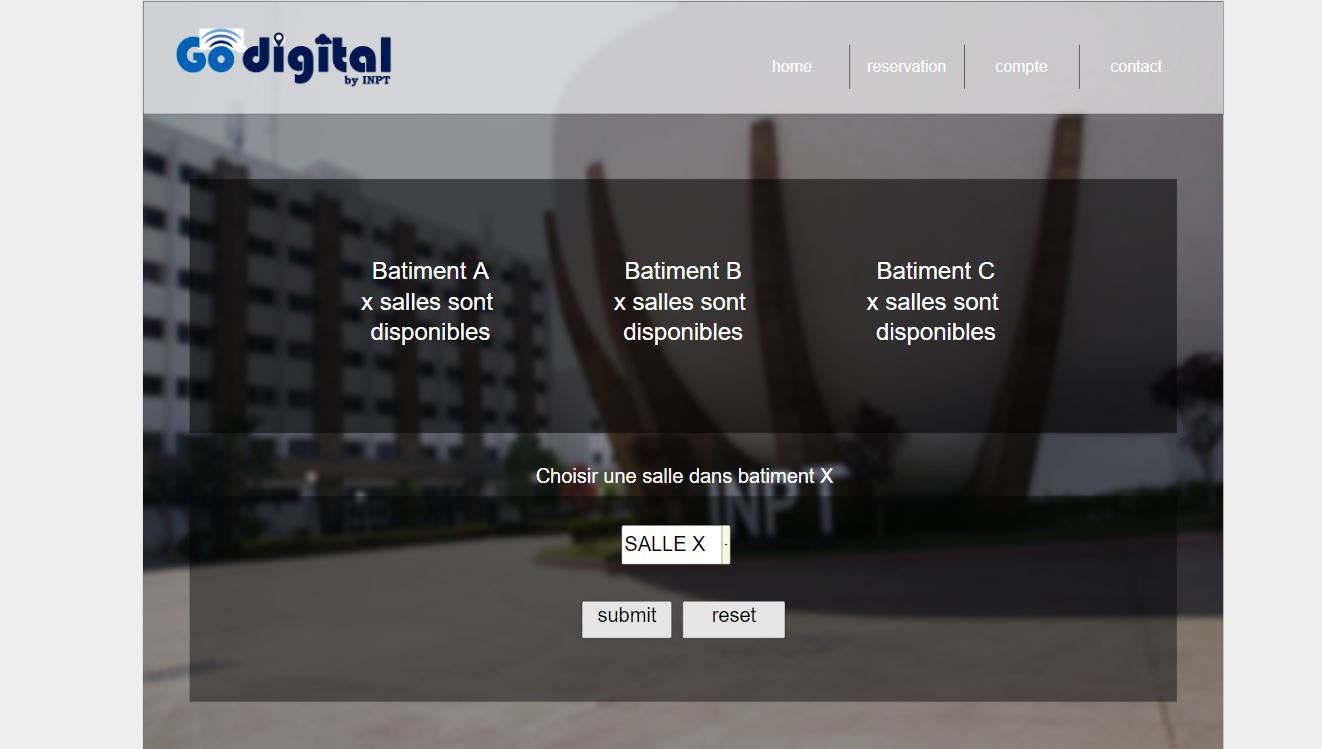 Go digital
by INPT
home
reservation
compte
contact
Batiment A
x salles sont
disponibles
Batiment B
x salles sont
disponibles
Batiment C
x salles sont
disponibles
Choisir une salle dans batiment X
INPT
SALLE X
submit
reset